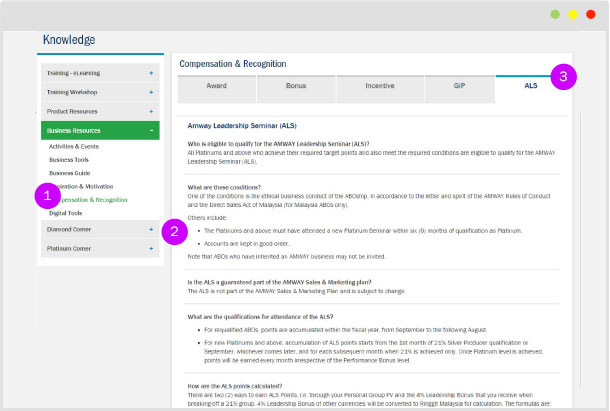 Knowledge
Training - eLearning +
Training Workshop +
Product Resources +
Business Resources −
Activities & Events
Business Tools
Business Guide
piration & Motivation
1
pensation & Recognition
Digital Tools
Diamond Corner +
Platinum Corner +
Compensation & Recognition
Award
Bonus
Incentive
GIP
ALS
3
Amway Leadership Seminar (ALS)
Who is eligible to qualify for the AMWAY Leadership Seminar (ALS)?
All Platinums and above who achieve their required target points and also meet the required conditions are eligible to qualify for the AMWAY
Leadership Seminar (ALS).
What are these conditions?
One of the conditions is the ethical business conduct of the ABOship, in accordance to the letter and spirit of the AMWAY Rules of Conduct
and the Direct Sales Act of Malaysia (for Malaysia ABOs only).
Others include:
2
• The Platinums and above must have attended a new Platinum Seminar within six (6) months of qualification as Platinum.
• Accounts are kept in good order.
Note that ABOs who have inherited an AMWAY business may not be invited.
Is the ALS a guaranteed part of the AMWAY Sales & Marketing plan?
The ALS is not part of the AMWAY Sales & Marketing Plan and is subject to change.
What are the qualifications for attendance of the ALS?
• For requalified ABOs, points are accumulated within the fiscal year, from September to the following August.
• For new Platinums and above, accumulation of ALS points starts from the 1st month of 21% Silver Producer qualification or
September, whichever comes later, and for each subsequent month when 21% is achieved only. Once Platinum level is achieved,
points will be earned every month irrespective of the Performance Bonus level.
How are the ALS points calculated?
There are Two (2) ways to earn ALS Points, i.e. through your Personal Group PV and the 4% Leadership Bonus that you receive when
breaking-off a 21% group. 4% Leadership Bonus of other currencies will be converted to Ringgit Malaysia for calculation. The formulas are: